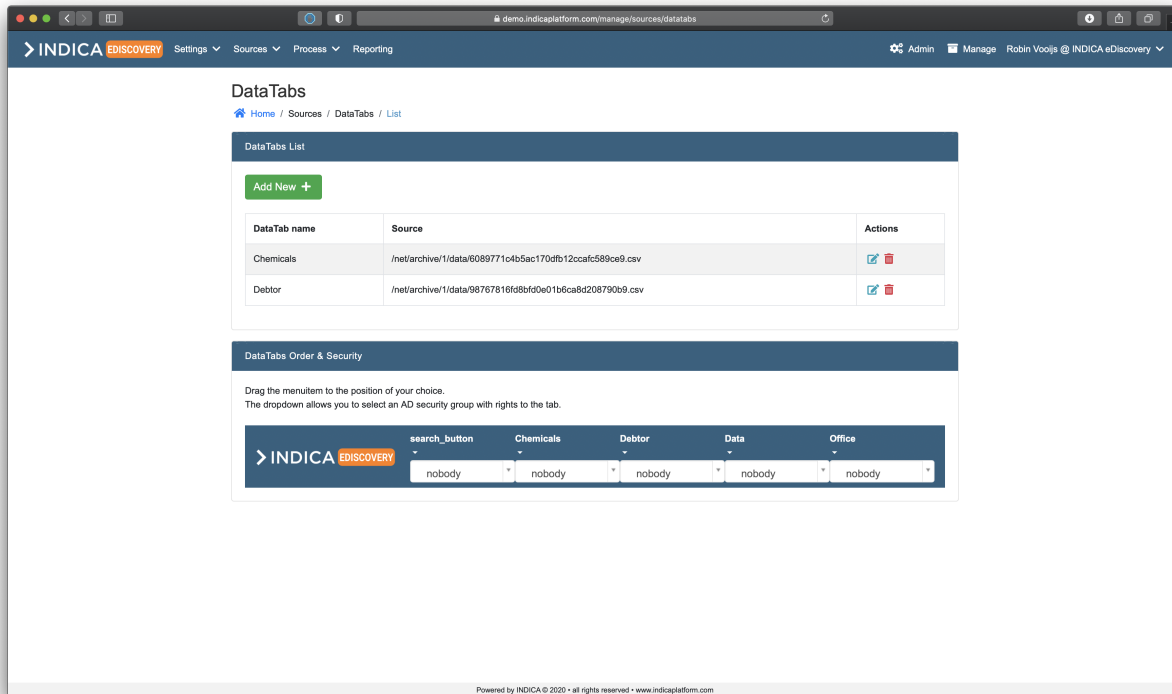 demo.indicaplatform.com/manage/sources/datatabs
INDICA EDISCOVERY Settings Sources Process Reporting Admin Manage Robin Vooijs @ INDICA eDiscovery
DataTabs
Home / Sources / DataTabs / List
DataTabs List
Add New +
DataTab name Source Actions
Chemicals /net/archive/1/data/6089771c4b5ac170dfb12ccafc589ce9.csv
Debtor /net/archive/1/data/98767816fd8bfd0e01b6ca8d208790b9.csv
DataTabs Order & Security
Drag the menuitem to the position of your choice.
The dropdown allows you to select an AD security group with rights to the tab.
INDICA EDISCOVERY
search_button Chemicals Debtor Data Office
nobody nobody nobody nobody nobody
Powered by INDICA © 2020 • all rights reserved • www.indicaplatform.com